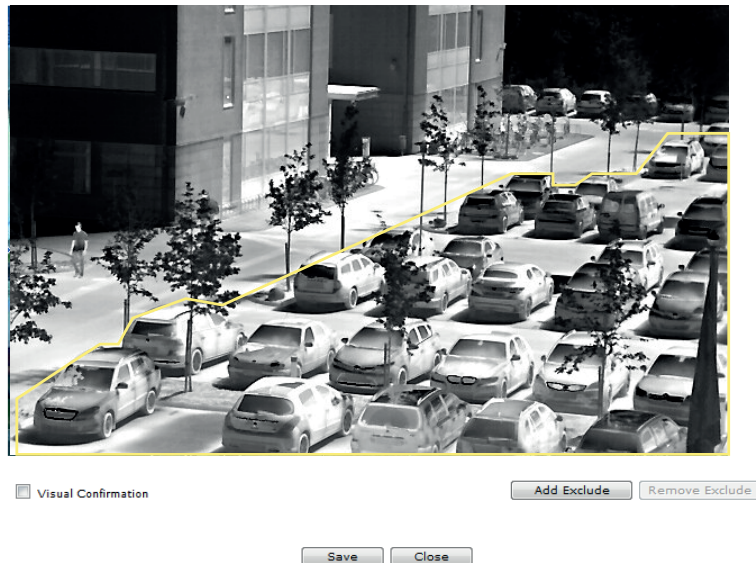 Visual Confirmation
Add Exclude
Remove Exclude
Save
Close